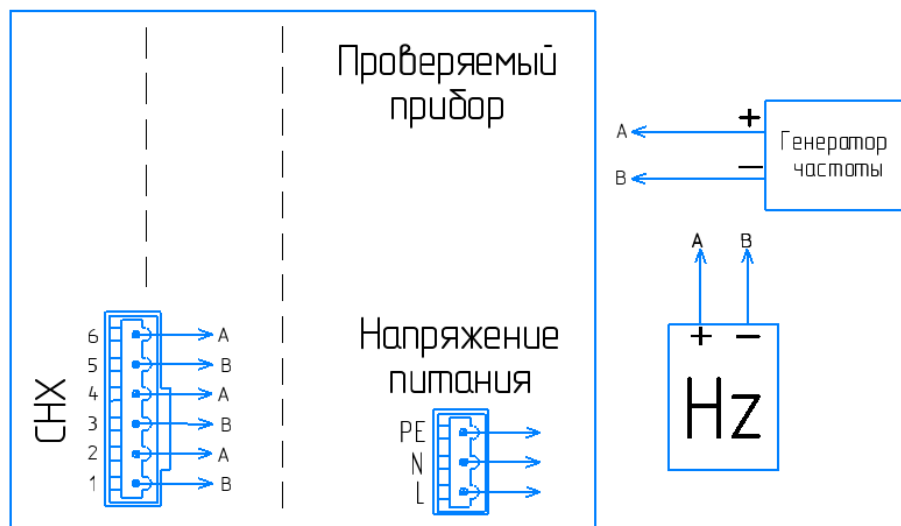 Проверяемый
прибор
+
A
Генератор
B
—
частоты
A B
+ —
Hz
CHX
6 A
5 B
4 A
3 B
2 A
1 B
Напряжение
питания
PE
N
L